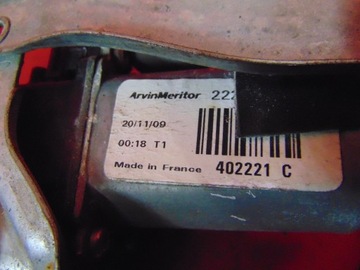 ArvinMeritor 222
20/11/09
00:18 T1
Made in France 402221 C